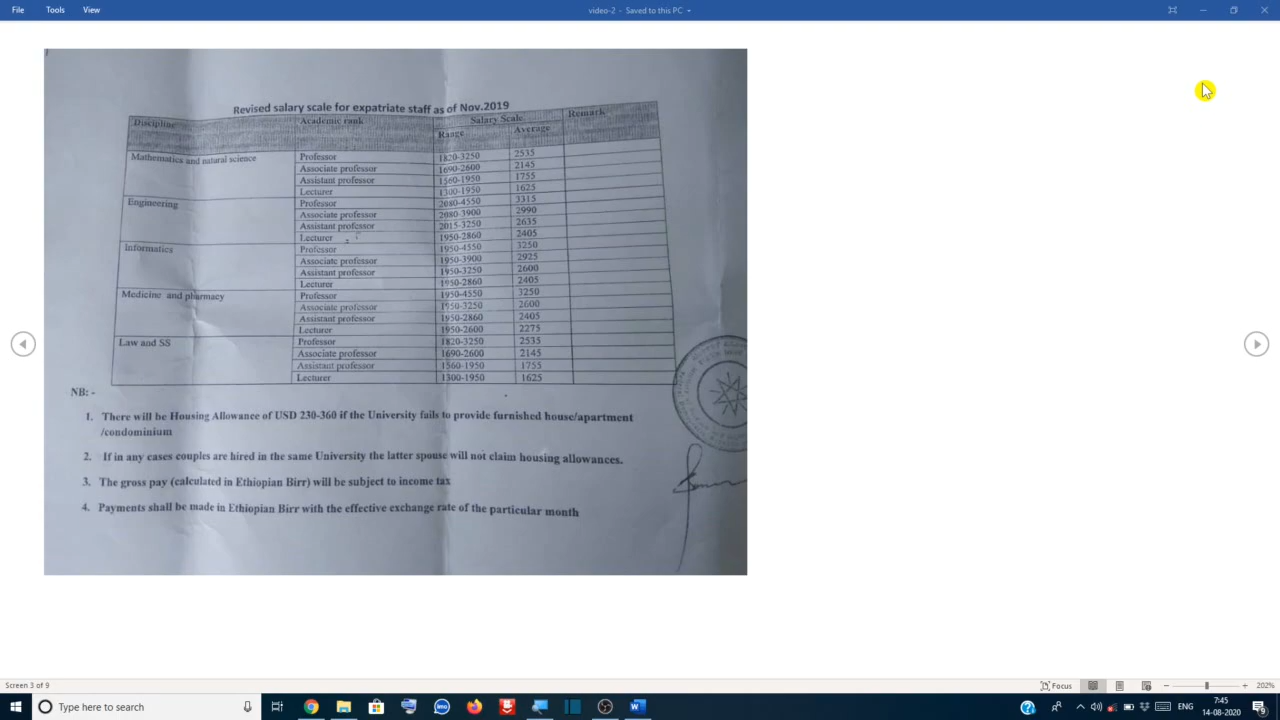 File Tools View video-2 - Saved to this PC
Revised salary scale for expatriate staff as of Nov.2019
Discipline Academic rank Salary Scale Remark
Range Average
Mathematics and natural science Professor 1820-3250 2535
Associate professor 1690-2600 2145
Assistant professor 1560-1950 1755
Lecturer 1300-1950 1625
Engineering Professor 2080-4550 3315
Associate professor 2080-3900 2990
Assistant professor 2015-3250 2635
Lecturer 1950-2860 2405
Informatics Professor 1950-4550 3250
Associate professor 1950-3900 2925
Assistant professor 1950-3250 2600
Lecturer 1950-2860 2405
Medicine and pharmacy Professor 1950-4550 3250
Associate professor 1950-3250 2600
Assistant professor 1950-2860 2405
Lecturer 1950-2600 2275
Law and SS Professor 1820-3250 2535
Associate professor 1690-2600 2145
Assistant professor 1560-1950 1755
Lecturer 1300-1950 1625
NB: -
1. There will be Housing Allowance of USD 230-360 if the University fails to provide furnished house/apartment
/condominium
2. If in any cases couples are hired in the same University the latter spouse will not claim housing allowances.
3. The gross pay (calculated in Ethiopian Birr) will be subject to income tax
4. Payments shall be made in Ethiopian Birr with the effective exchange rate of the particular month
Screen 3 of 9 Focus 202%
Type here to search ENG 7:45
14-08-2020